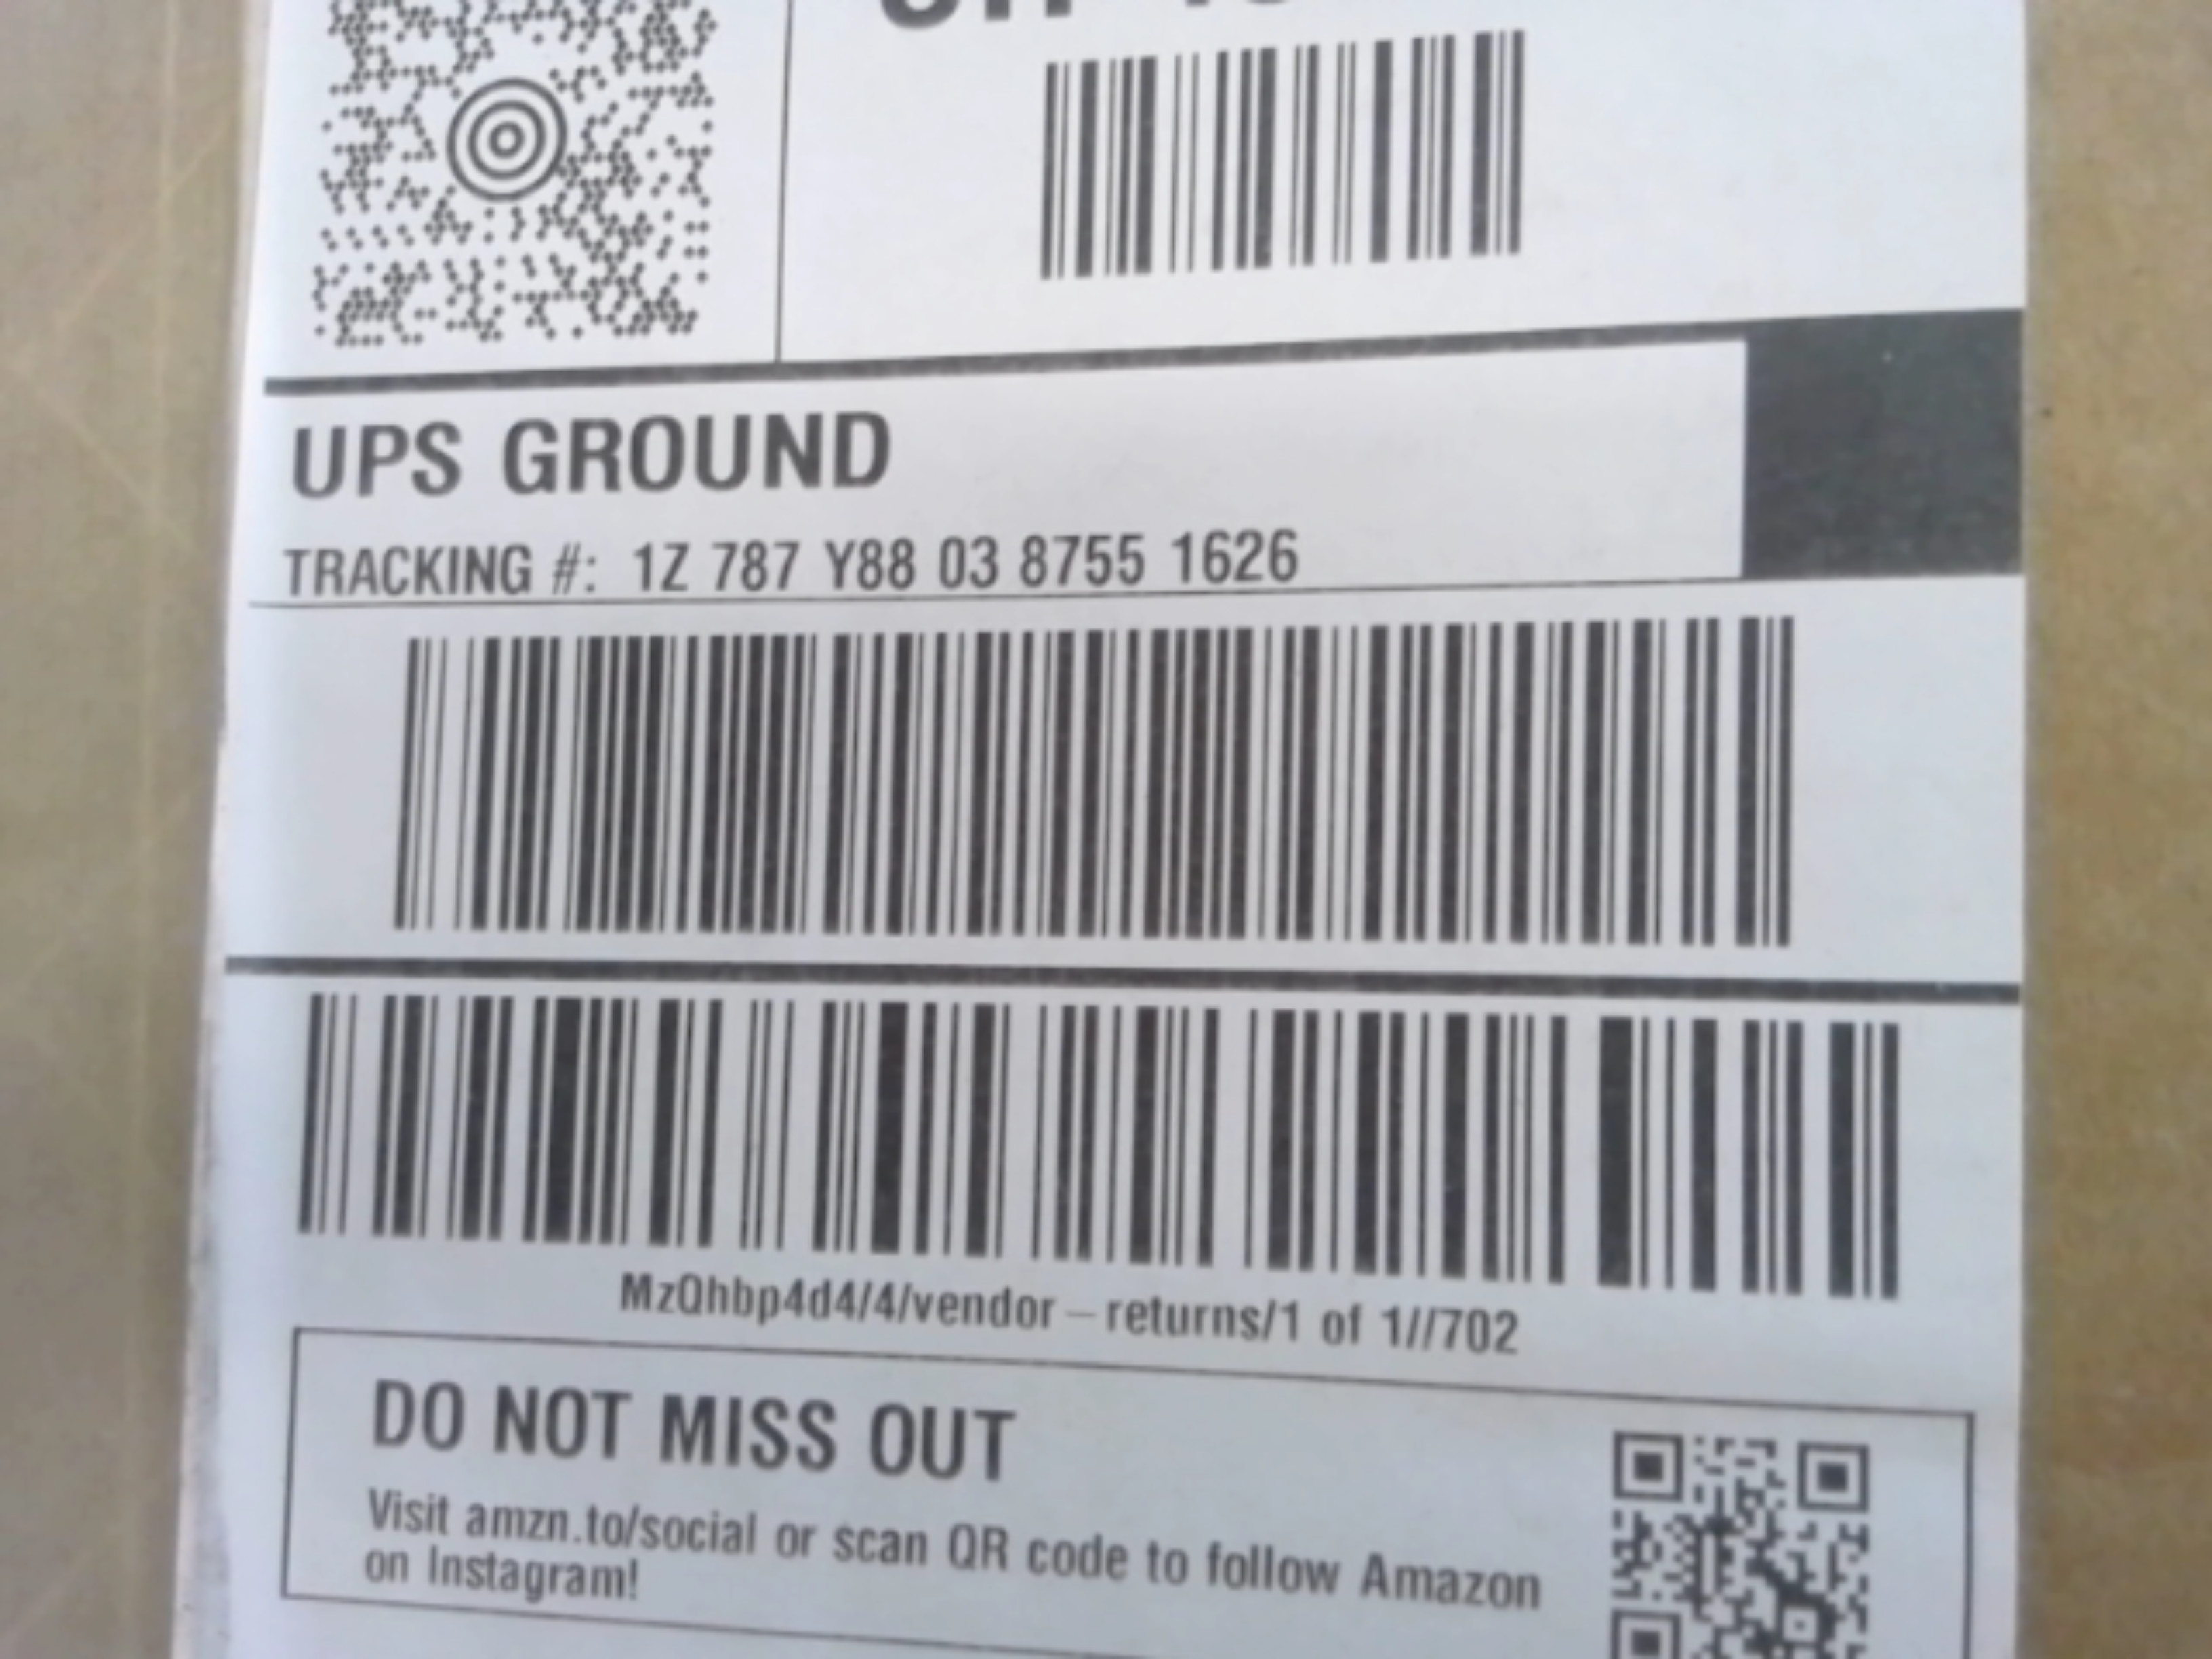 UPS GROUND
TRACKING #: 1Z 787 Y88 03 8755 1626
MzQhbp4d4/4/vendor–returns/1 of 1//702
DO NOT MISS OUT
Visit amzn.to/social or scan QR code to follow Amazon
on Instagram!